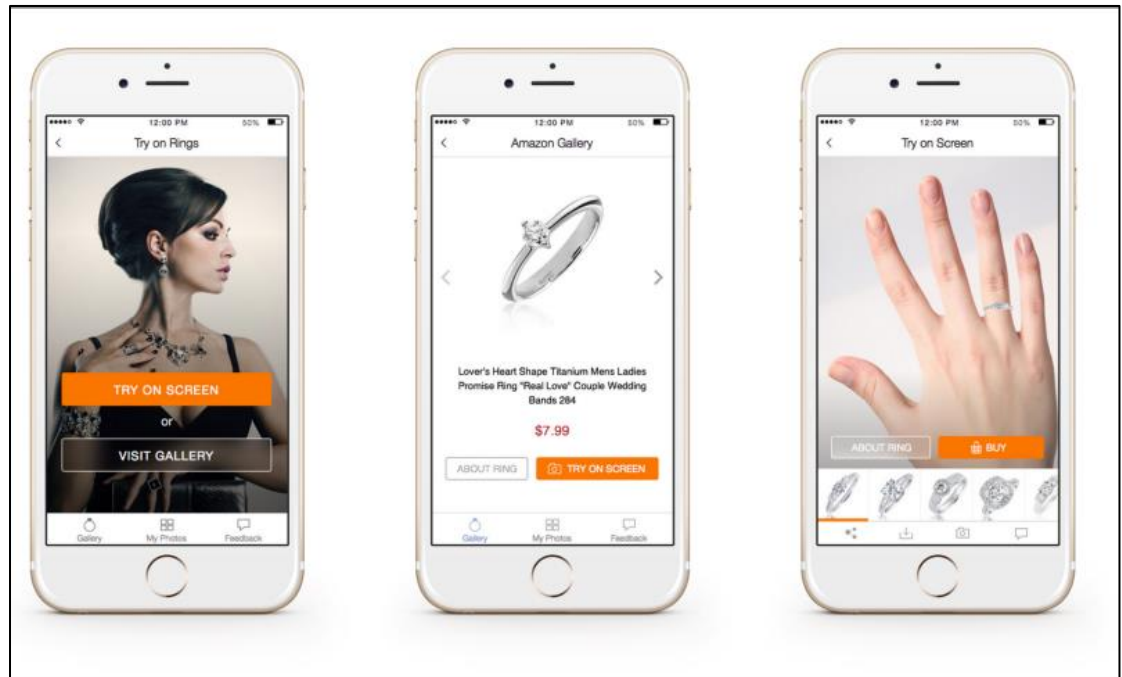 12:00 PM
50%
Try on Rings
TRY ON SCREEN
or
VISIT GALLERY
Gallery
My Photos
Feedback
12:00 PM
50%
Amazon Gallery
Lover's Heart Shape Titanium Mens Ladies
Promise Ring "Real Love" Couple Wedding
Bands 284
$7.99
ABOUT RING
TRY ON SCREEN
Gallery
My Photos
Feedback
12:00 PM
50%
Try on Screen
ABOUT RING
BUY